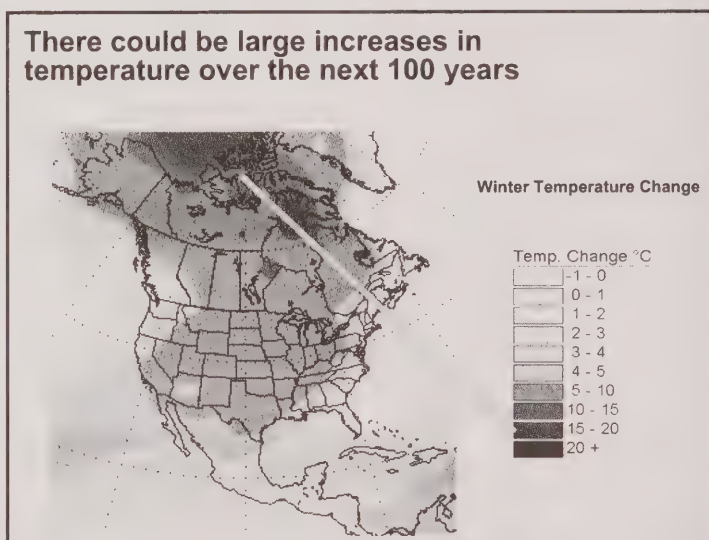 There could be large increases in
temperature over the next 100 years
Winter Temperature Change
Temp. Change °C
-1 - 0
0 - 1
1 - 2
2 - 3
3 - 4
4 - 5
5 - 10
10 - 15
15 - 20
20 +